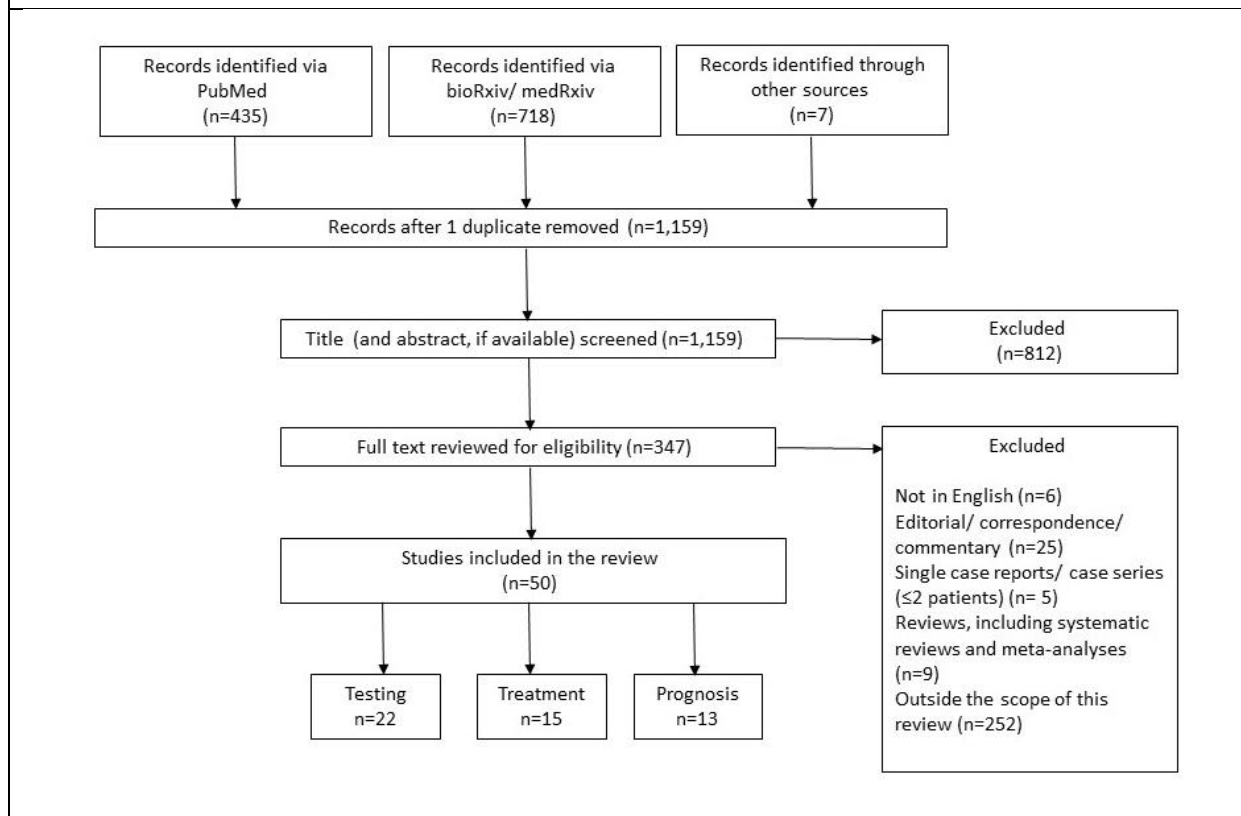 Records identified via
PubMed
(n=435)
Records identified via
bioRxiv/ medRxiv
(n=718)
Records identified through
other sources
(n=7)
Records after 1 duplicate removed (n=1,159)
Title (and abstract, if available) screened (n=1,159)
Excluded
(n=812)
Full text reviewed for eligibility (n=347)
Excluded
Not in English (n=6)
Editorial/ correspondence/
commentary (n=25)
Single case reports/ case series
(≤2 patients) (n= 5)
Reviews, including systematic
reviews and meta-analyses
(n=9)
Outside the scope of this
review (n=252)
Studies included in the review
(n=50)
Testing
n=22
Treatment
n=15
Prognosis
n=13